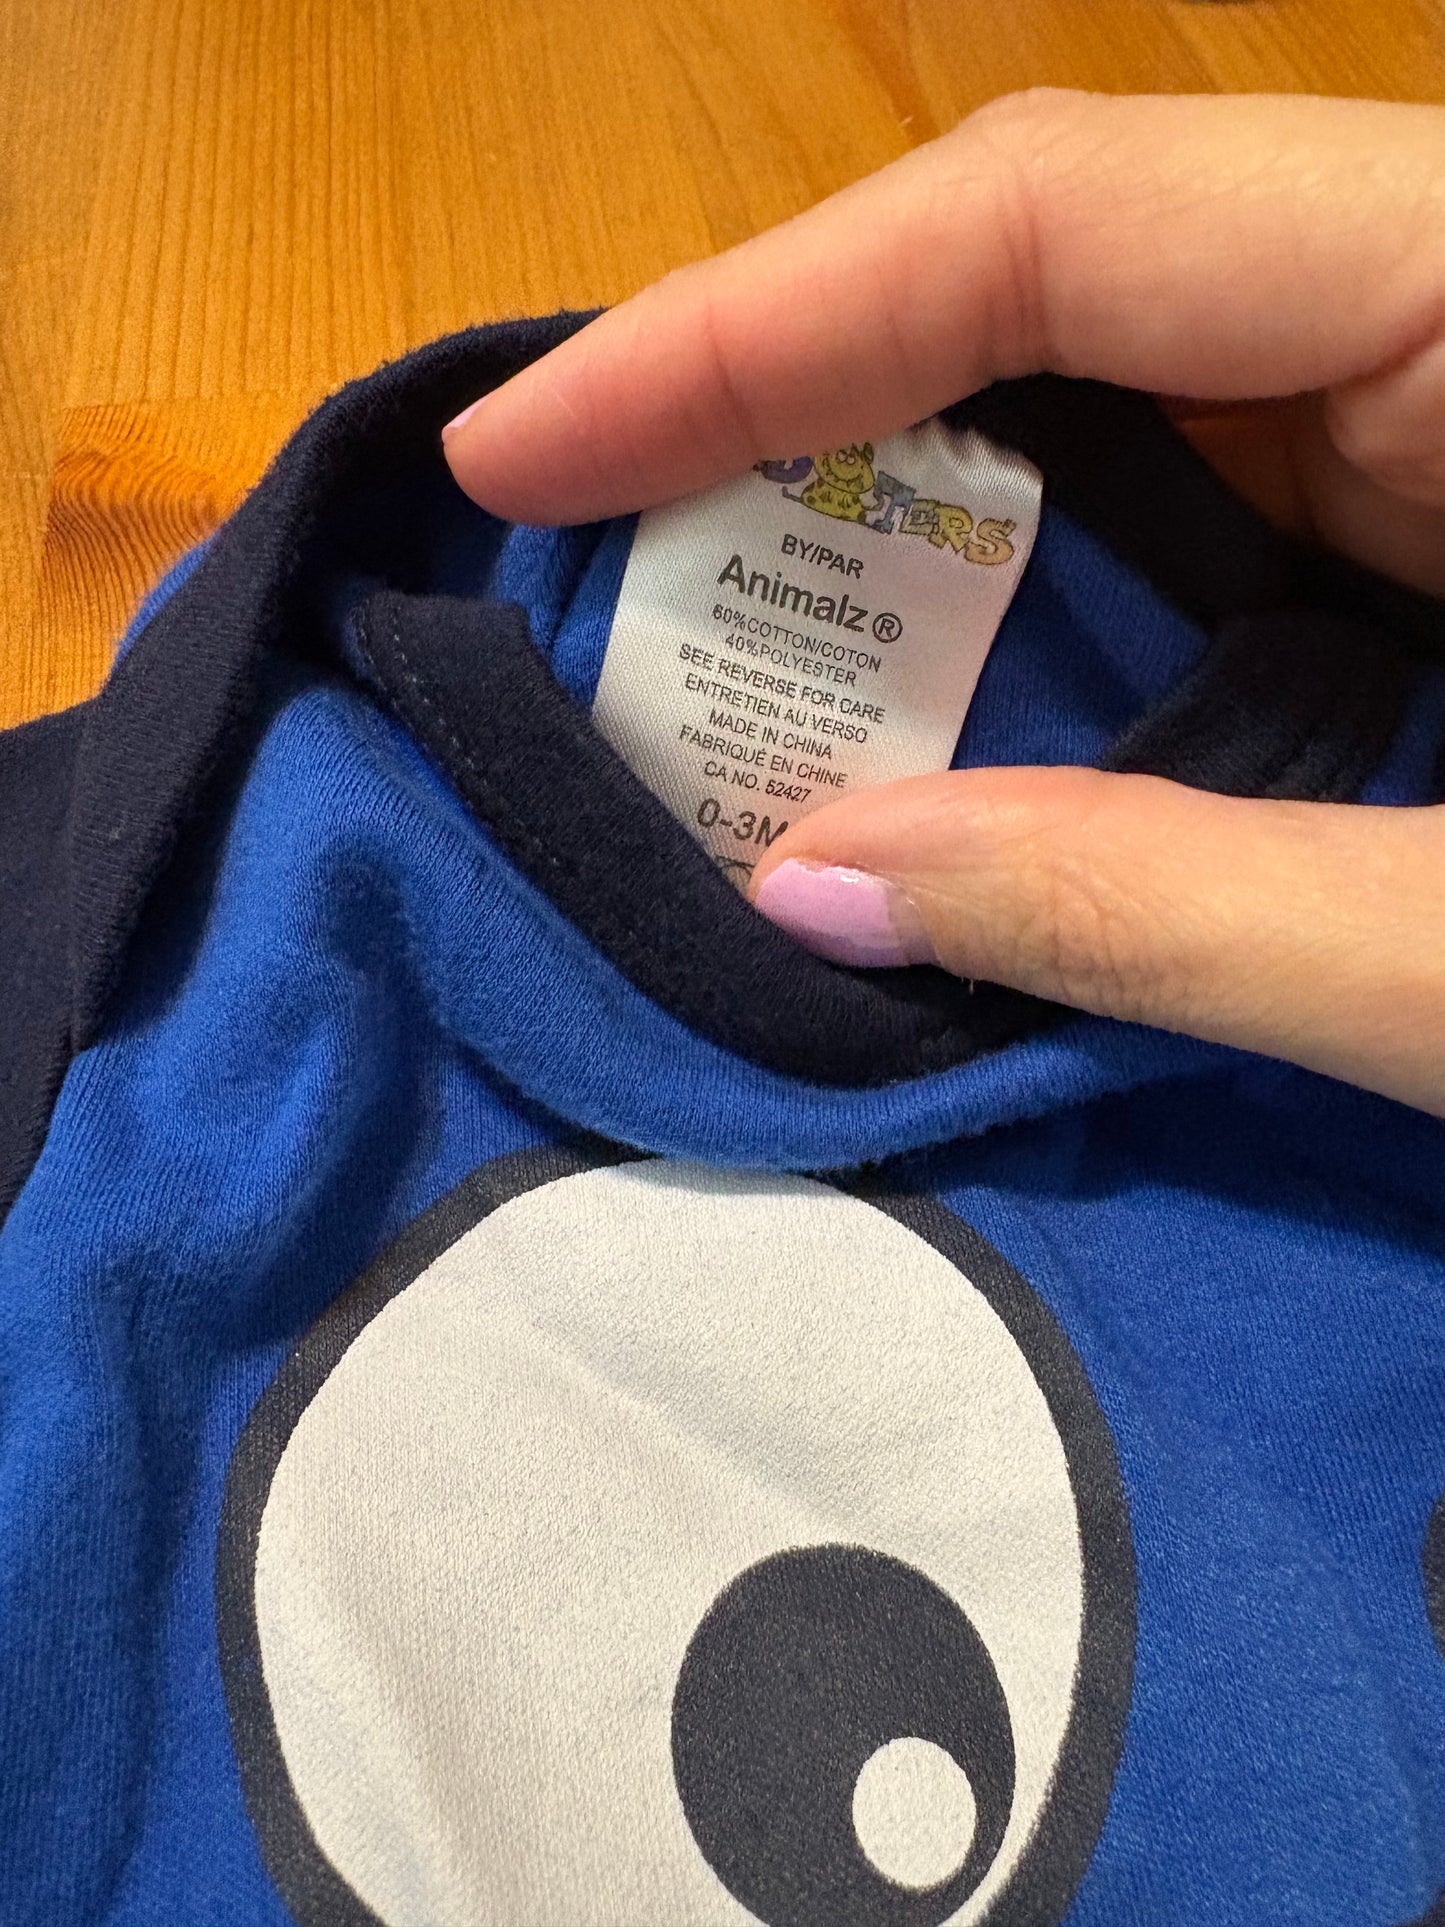 BY/PAR
Animalz®
60%COTTON/COTON
40%POLYESTER
SEE REVERSE FOR CARE
ENTRETIEN AU VERSO
MADE IN CHINA
FABRIQUÉ EN CHINE
CA NO. 52427
0-3M